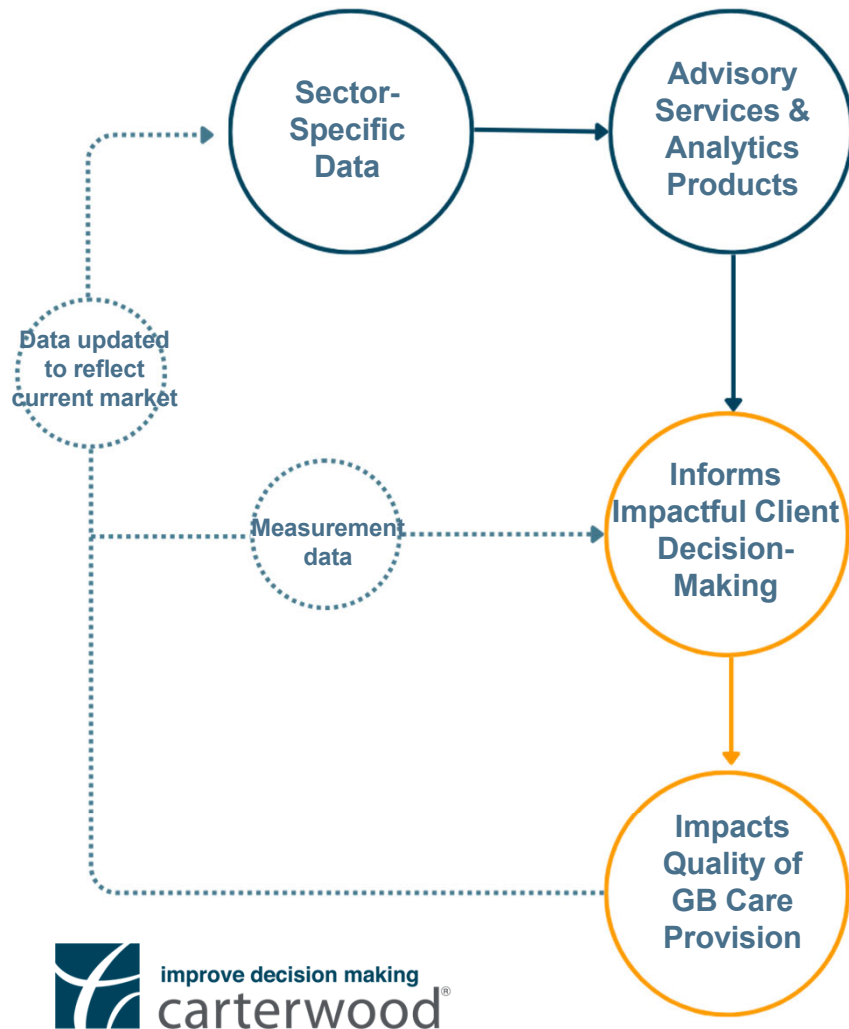 Sector-
Specific
Data
Advisory
Services &
Analytics
Products
Data updated
to reflect
current market
Measurement
data
Informs
Impactful Client
Decision-
Making
Impacts
Quality of
GB Care
Provision
improve decision making
carterwood®